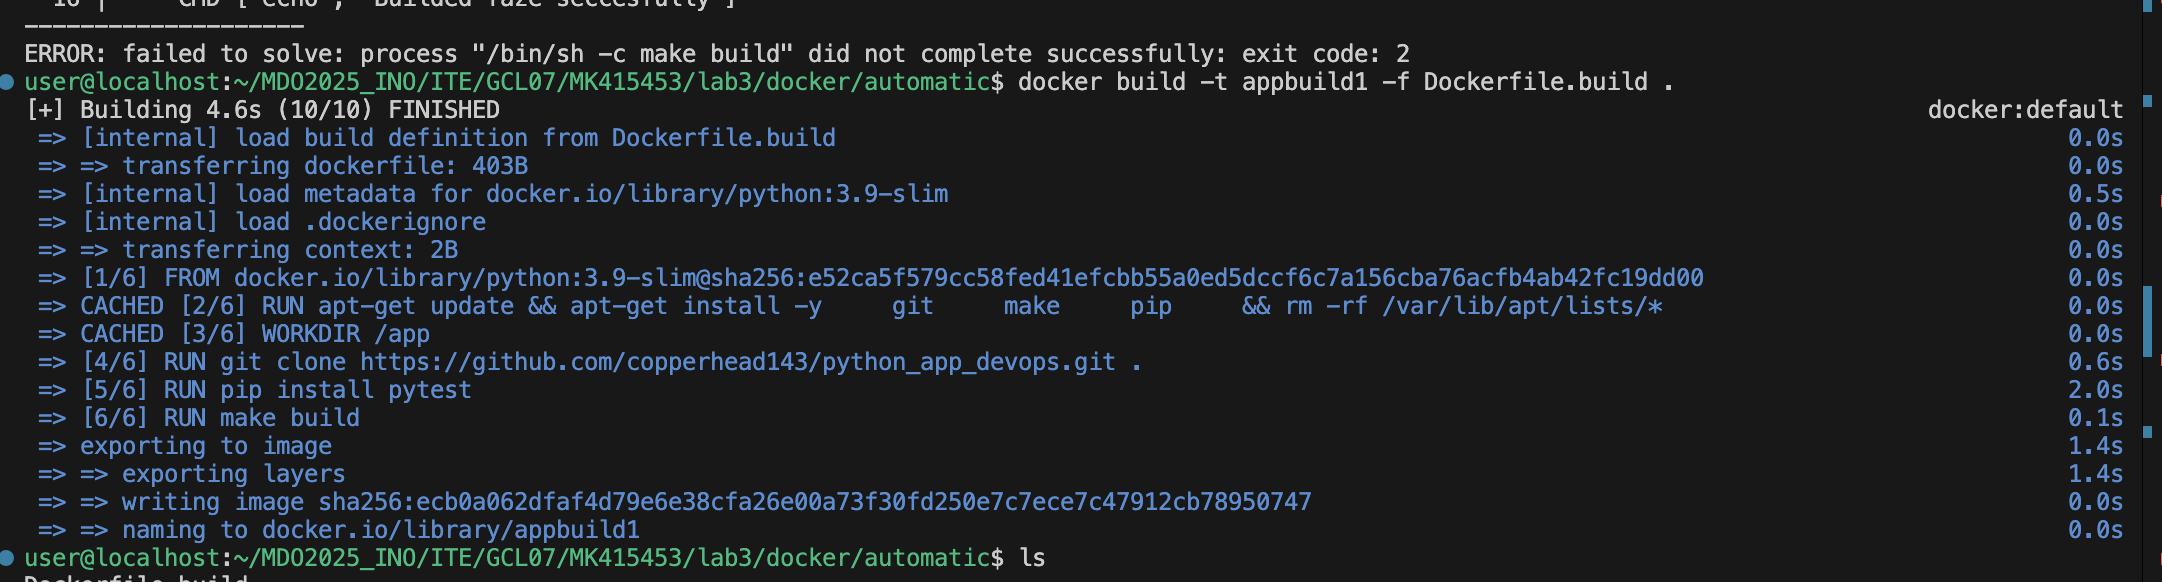 16 |     CMD ["echo", "Builded faze seccesfully"]
--------------------
ERROR: failed to solve: process "/bin/sh -c make build" did not complete successfully: exit code: 2
user@localhost:~/MDO2025_INO/ITE/GCL07/MK415453/lab3/docker/automatic$ docker build -t appbuild1 -f Dockerfile.build .
[+] Building 4.6s (10/10) FINISHED docker:default
=> [internal] load build definition from Dockerfile.build 0.0s
=> => transferring dockerfile: 403B 0.0s
=> [internal] load metadata for docker.io/library/python:3.9-slim 0.5s
=> [internal] load .dockerignore 0.0s
=> => transferring context: 2B 0.0s
=> [1/6] FROM docker.io/library/python:3.9-slim@sha256:e52ca5f579cc58fed41efcbb55a0ed5dccf6c7a156cba76acfb4ab42fc19dd00 0.0s
=> CACHED [2/6] RUN apt-get update && apt-get install -y     git     make     pip     && rm -rf /var/lib/apt/lists/* 0.0s
=> CACHED [3/6] WORKDIR /app 0.0s
=> [4/6] RUN git clone https://github.com/copperhead143/python_app_devops.git . 0.6s
=> [5/6] RUN pip install pytest 2.0s
=> [6/6] RUN make build 0.1s
=> exporting to image 1.4s
=> => exporting layers 1.4s
=> => writing image sha256:ecb0a062dfaf4d79e6e38cfa26e00a73f30fd250e7c7ece7c47912cb78950747 0.0s
=> => naming to docker.io/library/appbuild1 0.0s
user@localhost:~/MDO2025_INO/ITE/GCL07/MK415453/lab3/docker/automatic$ ls
Dockerfile.build